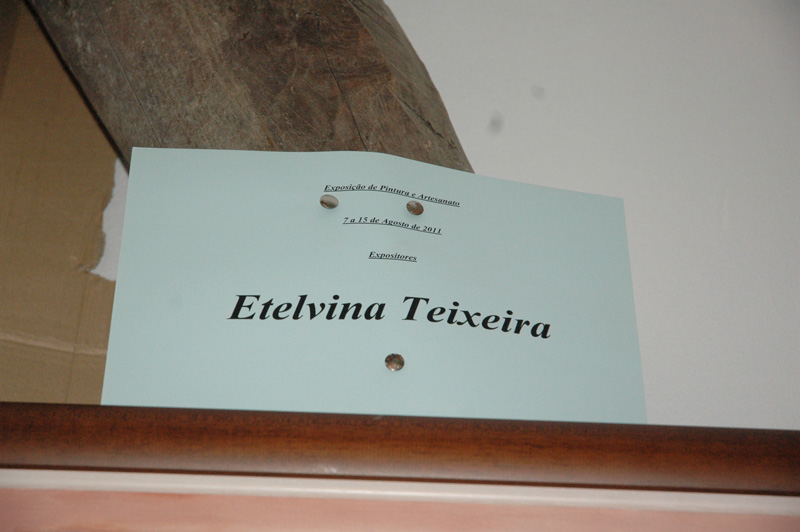 Exposição de Pintura e Artesanato
7 a 15 de Agosto de 2011
Expositores
Etelvina Teixeira